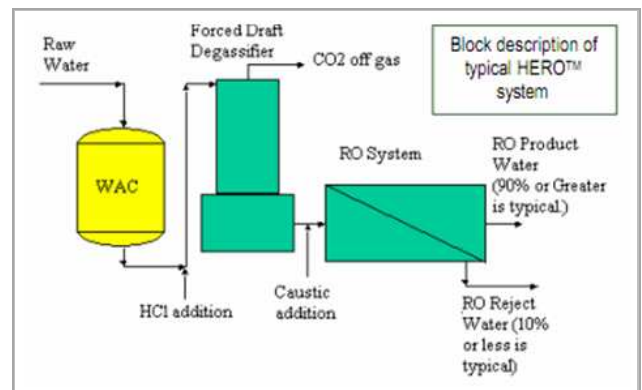 Raw
Water
Forced Draft
Degassifier
CO2 off gas
Block description of
typical HERO™
system
WAC
RO System
RO Product
Water
(90% or Greater
is typical.)
HCl addition
Caustic
addition
RO Reject
Water (10%
or less is
typical)